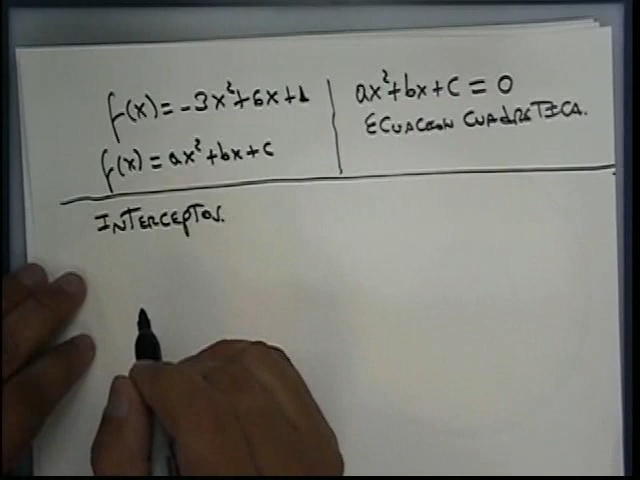 f(x) = -3x²+6x+1
f(x) = ax²+bx+c
ax²+bx+c = 0
ECUACION CUADRATICA.
INTERCEPTOS.